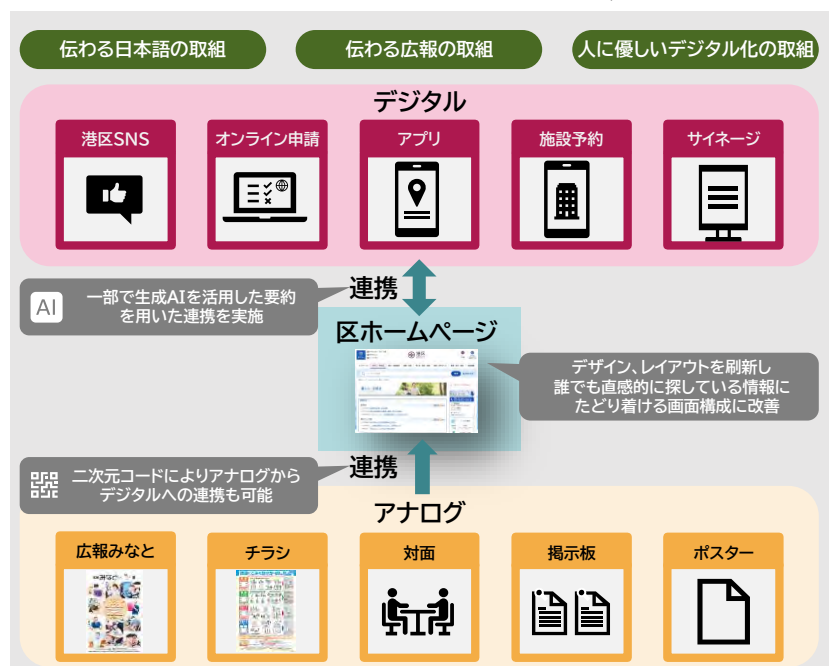 伝わる日本語の取組
伝わる広報の取組
人に優しいデジタル化の取組
デジタル
港区SNS
オンライン申請
アプリ
施設予約
サイネージ
連携
AI
一部で生成AIを活用した要約
を用いた連携を実施
区ホームページ
デザイン、レイアウトを刷新し
誰でも直感的に探している情報に
たどり着ける画面構成に改善
連携
二次元コードによりアナログから
デジタルへの連携も可能
アナログ
広報みなと
チラシ
対面
掲示板
ポスター